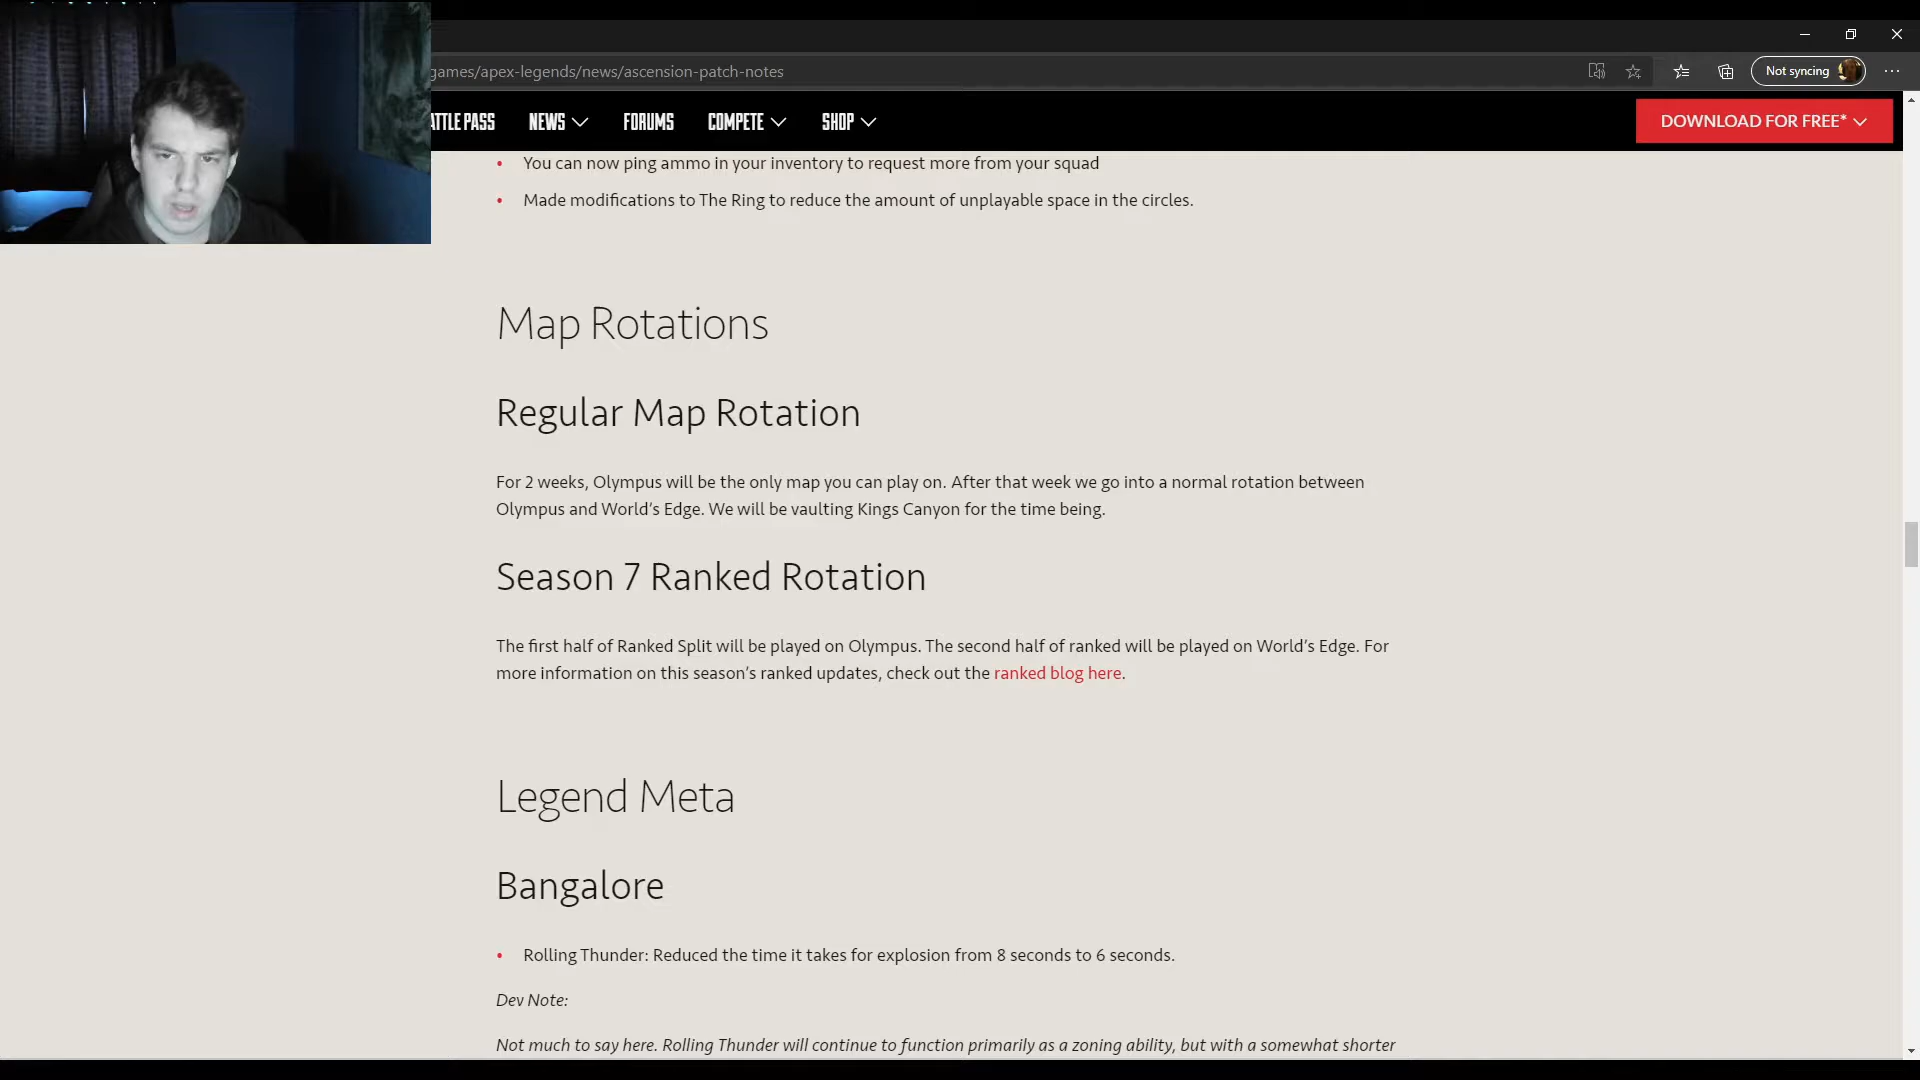 games/apex-legends/news/ascension-patch-notes
Not syncing
ATTLE PASS NEWS FORUMS COMPETE SHOP
DOWNLOAD FOR FREE*
• You can now ping ammo in your inventory to request more from your squad
• Made modifications to The Ring to reduce the amount of unplayable space in the circles.
Map Rotations
Regular Map Rotation
For 2 weeks, Olympus will be the only map you can play on. After that week we go into a normal rotation between
Olympus and World’s Edge. We will be vaulting Kings Canyon for the time being.
Season 7 Ranked Rotation
The first half of Ranked Split will be played on Olympus. The second half of ranked will be played on World’s Edge. For
more information on this season’s ranked updates, check out the ranked blog here.
Legend Meta
Bangalore
• Rolling Thunder: Reduced the time it takes for explosion from 8 seconds to 6 seconds.
Dev Note:
Not much to say here. Rolling Thunder will continue to function primarily as a zoning ability, but with a somewhat shorter